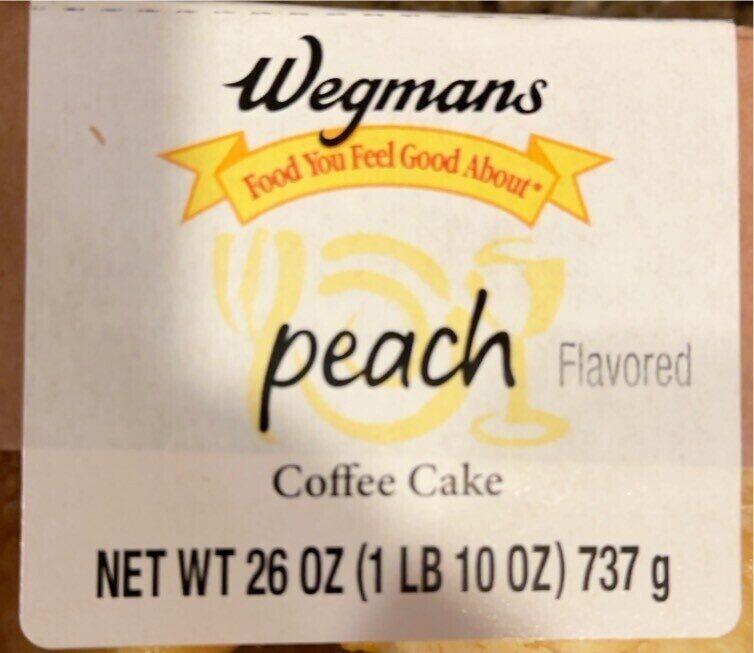 Wegmans
Food You Feel Good About®
peach Flavored
Coffee Cake
NET WT 26 OZ (1 LB 10 OZ) 737 g